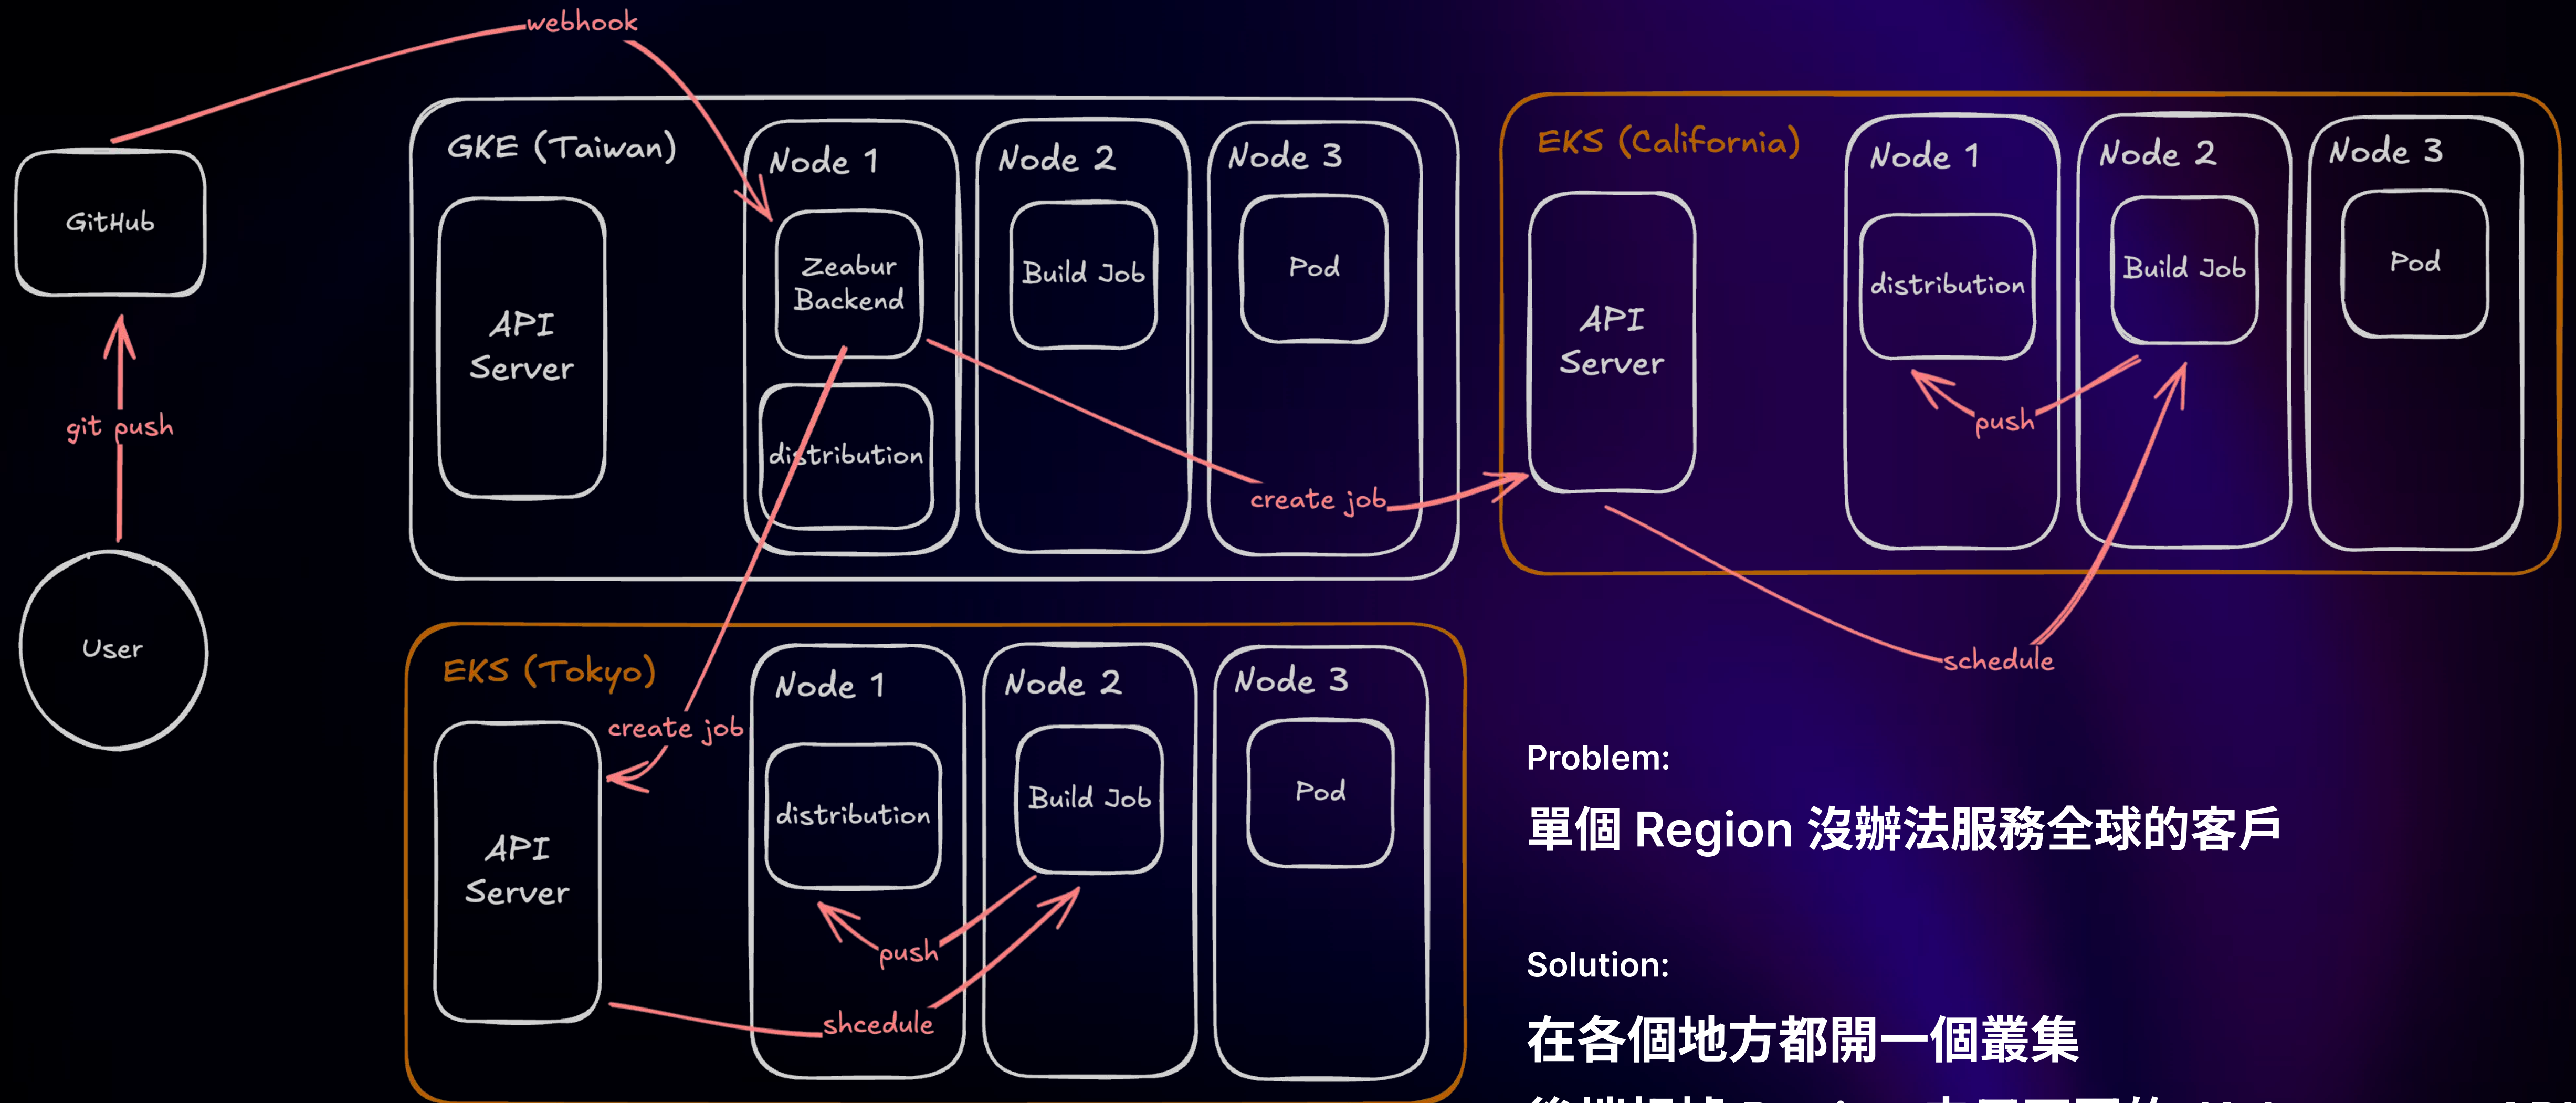 webhook
GitHub
git push
User
GKE (Taiwan)
API
Server
Node 1
Zeabur
Backend
distribution
Node 2
Build Job
Node 3
Pod
create job
EKS (California)
API
Server
Node 1
distribution
push
Node 2
Build Job
Node 3
Pod
schedule
EKS (Tokyo)
create job
API
Server
Node 1
distribution
push
shcedule
Node 2
Build Job
Node 3
Pod
Problem:
單個 Region 沒辦法服務全球的客戶
Solution:
在各個地方都開一個叢集